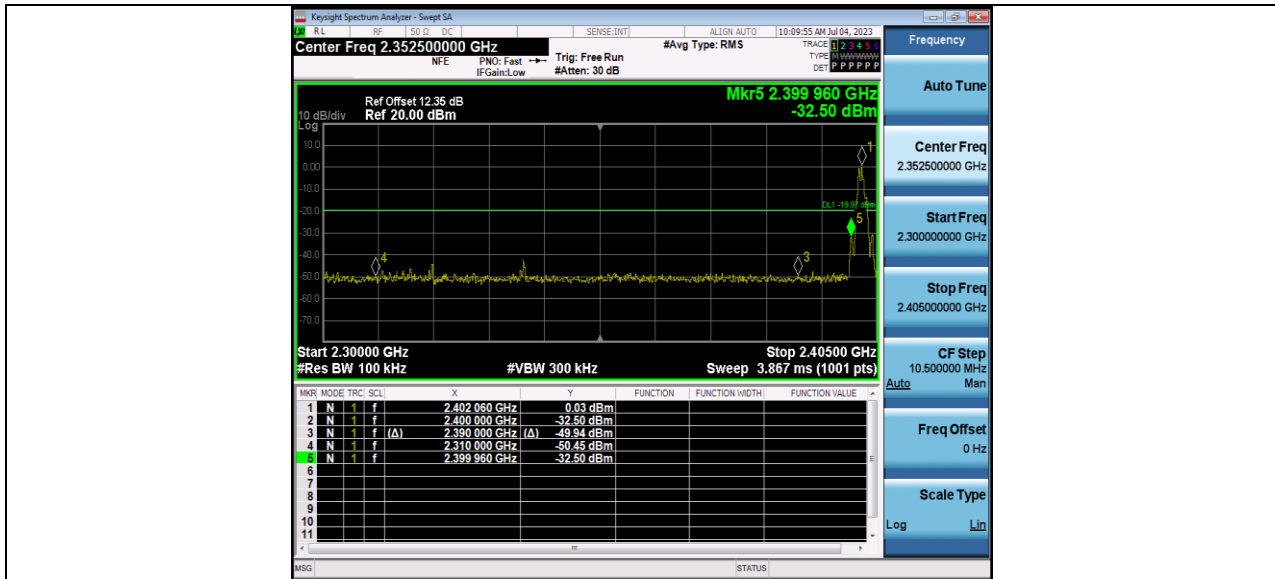 Keysight Spectrum Analyzer - Swept SA
LXI RL RF 50 Ω DC SENSE:INT ALIGN AUTO 10:09:55 AM Jul 04, 2023
Center Freq 2.352500000 GHz
NFE PNO: Fast Trig: Free Run #Avg Type: RMS TRACE 1 2 3 4 5 6
IFGain:Low #Atten: 30 dB TYPE M WWWWW
DET P P P P P P
Mkr5 2.399 960 GHz
-32.50 dBm
Ref Offset 12.35 dB
10 dB/div Ref 20.00 dBm
Log
10.0
0.00
-10.0
-20.0
-30.0
-40.0
-50.0
-60.0
-70.0
1
DL1 -19.97 dBm
5
4
3
Start 2.30000 GHz Stop 2.40500 GHz
#Res BW 100 kHz #VBW 300 kHz Sweep 3.867 ms (1001 pts)
MKR MODE TRC SCL X Y FUNCTION FUNCTION WIDTH FUNCTION VALUE
1 N 1 f 2.402 060 GHz 0.03 dBm
2 N 1 f 2.400 000 GHz -32.50 dBm
3 N 1 f (Δ) 2.390 000 GHz (Δ) -49.94 dBm
4 N 1 f 2.310 000 GHz -50.45 dBm
5 N 1 f 2.399 960 GHz -32.50 dBm
6
7
8
9
10
11
MSG STATUS
Frequency
Auto Tune
Center Freq
2.352500000 GHz
Start Freq
2.300000000 GHz
Stop Freq
2.405000000 GHz
CF Step
10.500000 MHz
Auto Man
Freq Offset
0 Hz
Scale Type
Log Lin